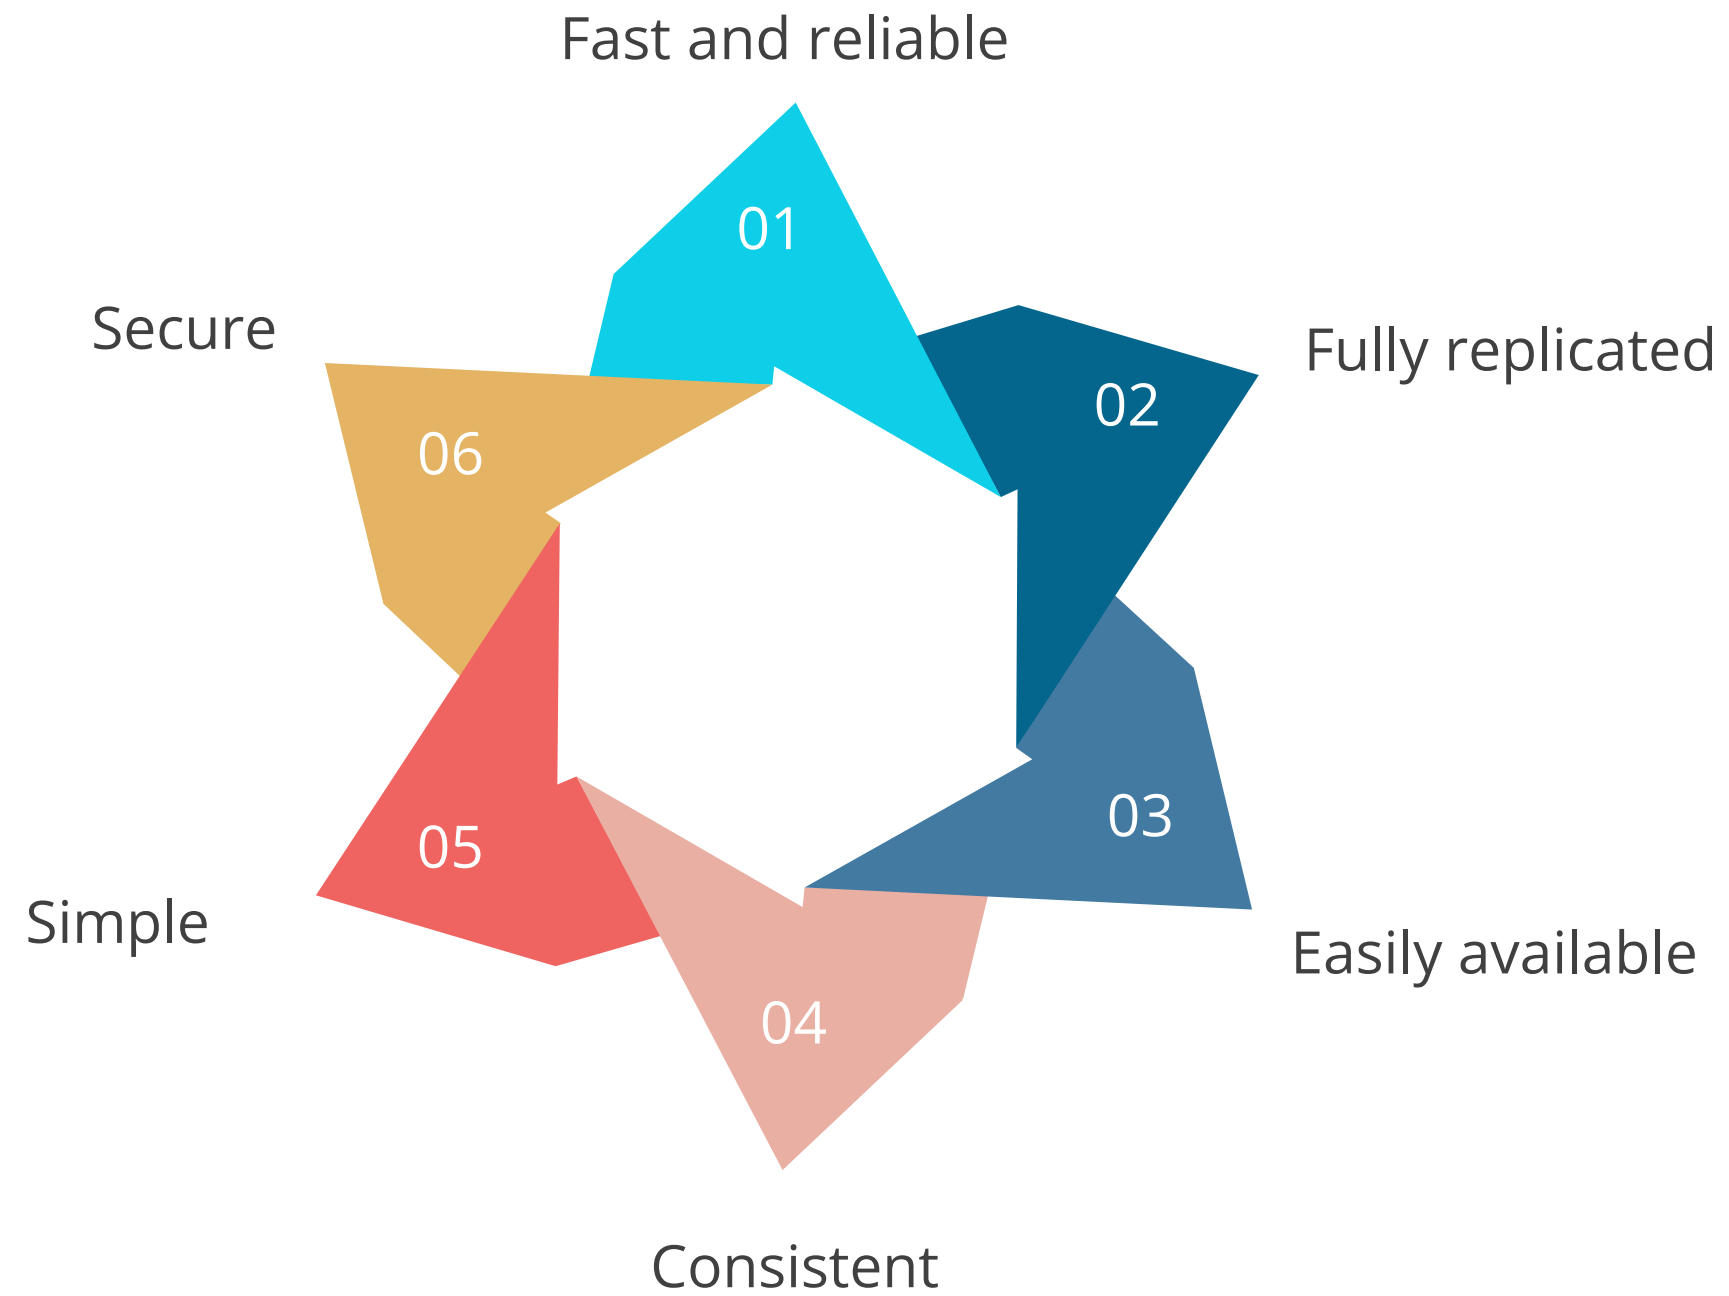 Fast and reliable
01
Fully replicated
02
Easily available
03
Consistent
04
Simple
05
Secure
06